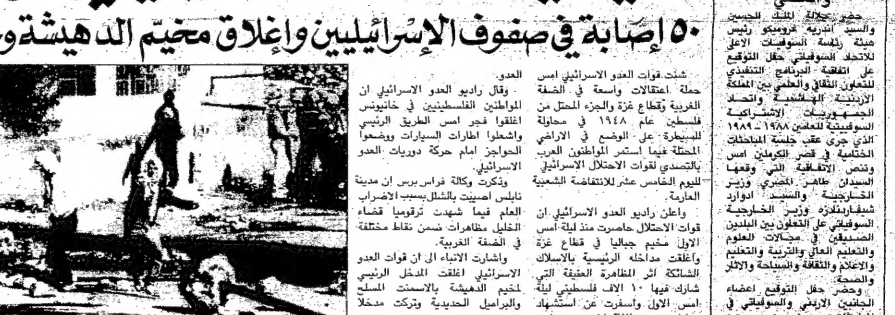 ٥٠ إصابة في صفوف الإسرائيليين وإغلاق مخيّم الدهيشة
حضر جلالة الملك الحسين
والسيد اندريه غروميكو رئيس
هيئة رئاسة السوفيات الاعلى
للاتحاد السوفياتي حفل التوقيع
على اتفاقية البرنامج التنفيذي
للتعاون الثقافي والعلمي بين المملكة
الاردنية الهاشمية واتحاد
الجمهوريات الاشتراكية
السوفيتية للعامين ١٩٨٨ - ١٩٨٩
الذي جرى عقب جلسة المباحثات
الختامية في قصر الكرملين امس
وتنص الاتفاقية التي وقعها
السيدان طاهر المصري وزير
الخارجية والسيد ادوارد
شيفاردنادزه وزير الخارجية
السوفياتي على التعاون بين البلدين
الصديقين في مجالات العلوم
والتعليم العالي والتربية والتعليم
والاعلام والثقافة والسياحة والاثار
والصحة.
وحضر حفل التوقيع اعضاء
الجانبين الاردني والسوفياتي في
شنت قوات العدو الاسرائيلي امس
حملة اعتقالات واسعة في الضفة
الغربية وقطاع غزة والجزء المحتل من
فلسطين عام ١٩٤٨ في محاولة
للسيطرة على الوضع في الاراضي
المحتلة فيما استمر المواطنون العرب
بالتصدي لقوات الاحتلال الاسرائيلي
لليوم الخامس عشر للانتفاضة الشعبية
العارمة.
واعلن راديو العدو الاسرائيلي ان
قوات الاحتلال حاصرت منذ ليلة امس
الاول مخيم جباليا في قطاع غزة
واغلقت مداخله الرئيسية بالاسلاك
الشائكة اثر المظاهرة العنيفة التي
شارك فيها ١٠ الاف فلسطيني ليلة
امس الاول واسفرت عن استشهاد
العدو.
وقال راديو العدو الاسرائيلي ان
المواطنين الفلسطينيين في خانيونس
اغلقوا فجر امس الطريق الرئيسي
واشعلوا اطارات السيارات ووضعوا
الحواجز امام حركة دوريات العدو
الاسرائيلي.
وذكرت وكالة فرانس برس ان مدينة
نابلس اصيبت بالشلل بسبب الاضراب
العام فيما شهدت ترقوميا قضاء
الخليل مظاهرات ضمن نقاط مختلفة
في الضفة الغربية.
واشارت الانباء الى ان قوات العدو
الاسرائيلي اغلقت المدخل الرئيسي
لمخيم الدهيشة بالاسمنت المسلح
والبراميل الحديدية وتركت مدخلا